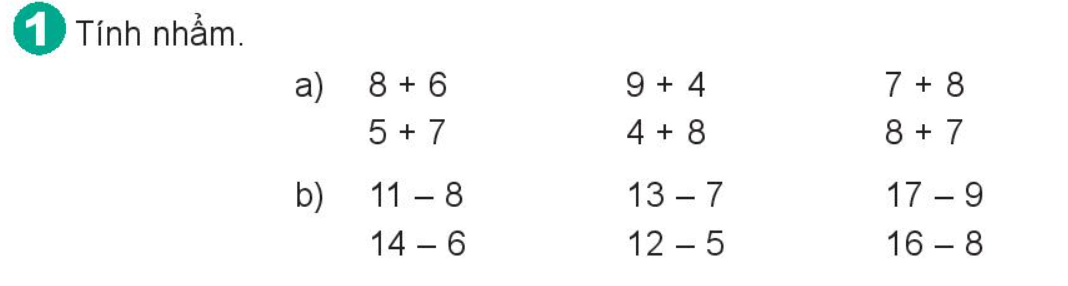 1 Tính nhẩm.
a) 8 + 6 9 + 4 7 + 8
5 + 7 4 + 8 8 + 7
b) 11 – 8 13 – 7 17 – 9
14 – 6 12 – 5 16 – 8